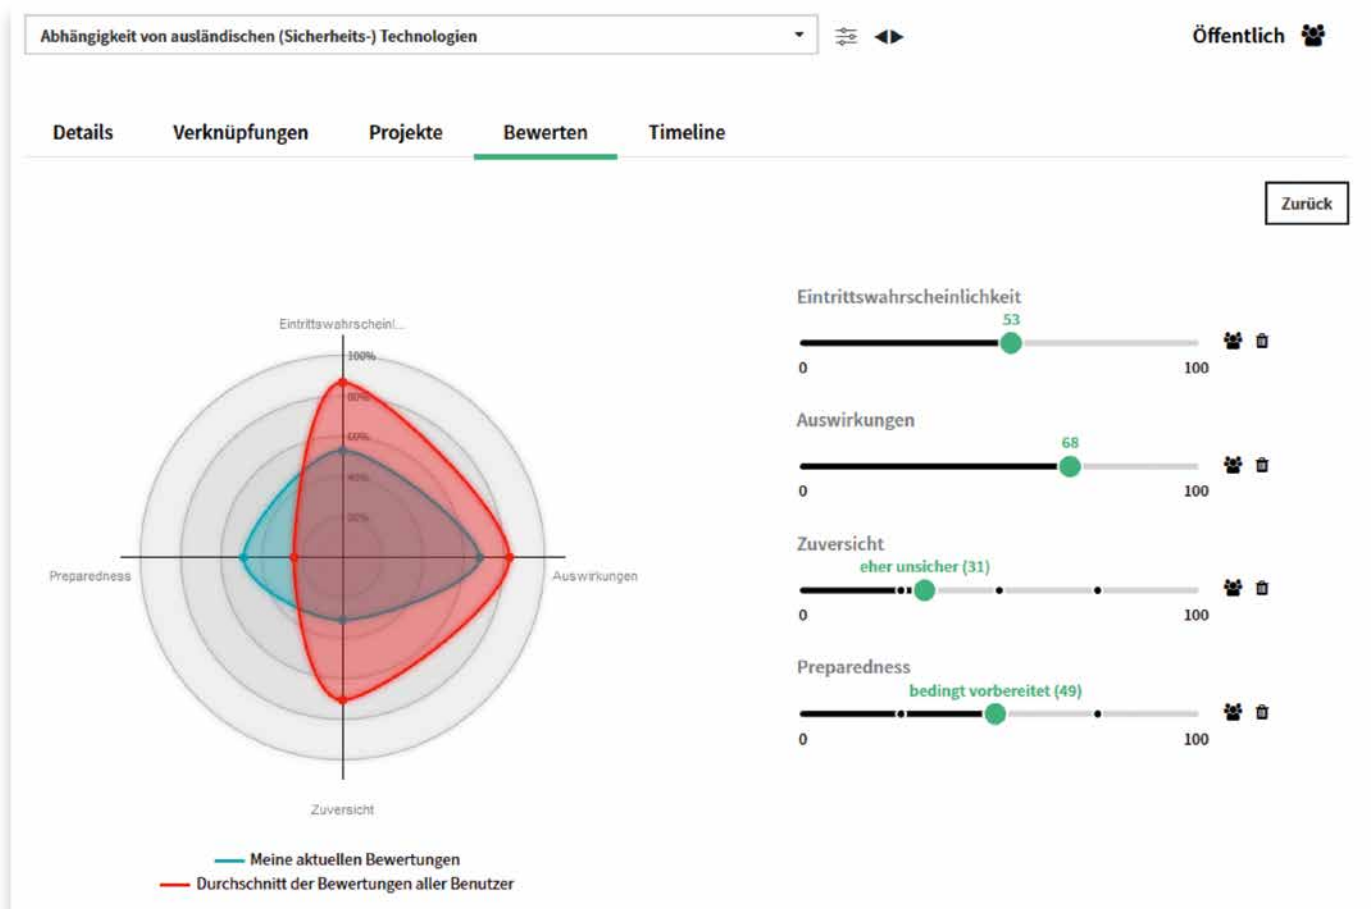 Abhängigkeit von ausländischen (Sicherheits-) Technologien
Öffentlich
Details Verknüpfungen Projekte Bewerten Timeline
Zurück
Eintrittswahrscheinl...
100%
80%
60%
40%
20%
Preparedness
Auswirkungen
Zuversicht
Meine aktuellen Bewertungen
Durchschnitt der Bewertungen aller Benutzer
Eintrittswahrscheinlichkeit
53
0 100
Auswirkungen
68
0 100
Zuversicht
eher unsicher (31)
0 100
Preparedness
bedingt vorbereitet (49)
0 100